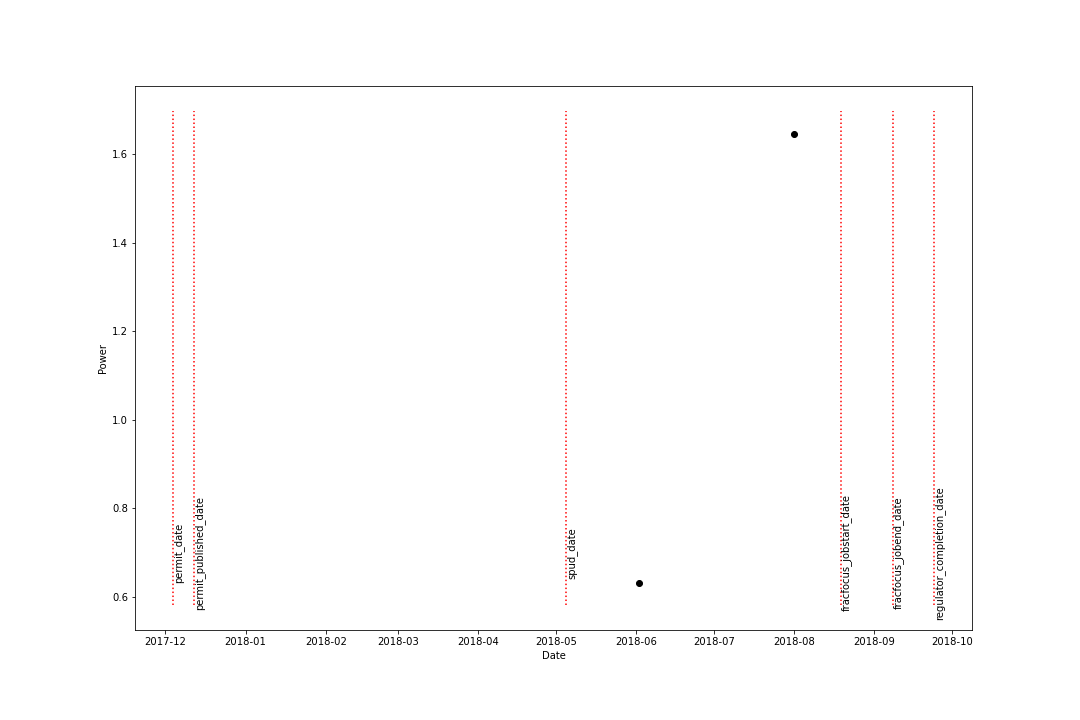 1.6
1.4
1.2
1.0
0.8
0.6
Power
permit_date
permit_published_date
spud_date
fracfocus_jobstart_date
fracfocus_jobend_date
regulator_completion_date
2017-12 2018-01 2018-02 2018-03 2018-04 2018-05 2018-06 2018-07 2018-08 2018-09 2018-10
Date